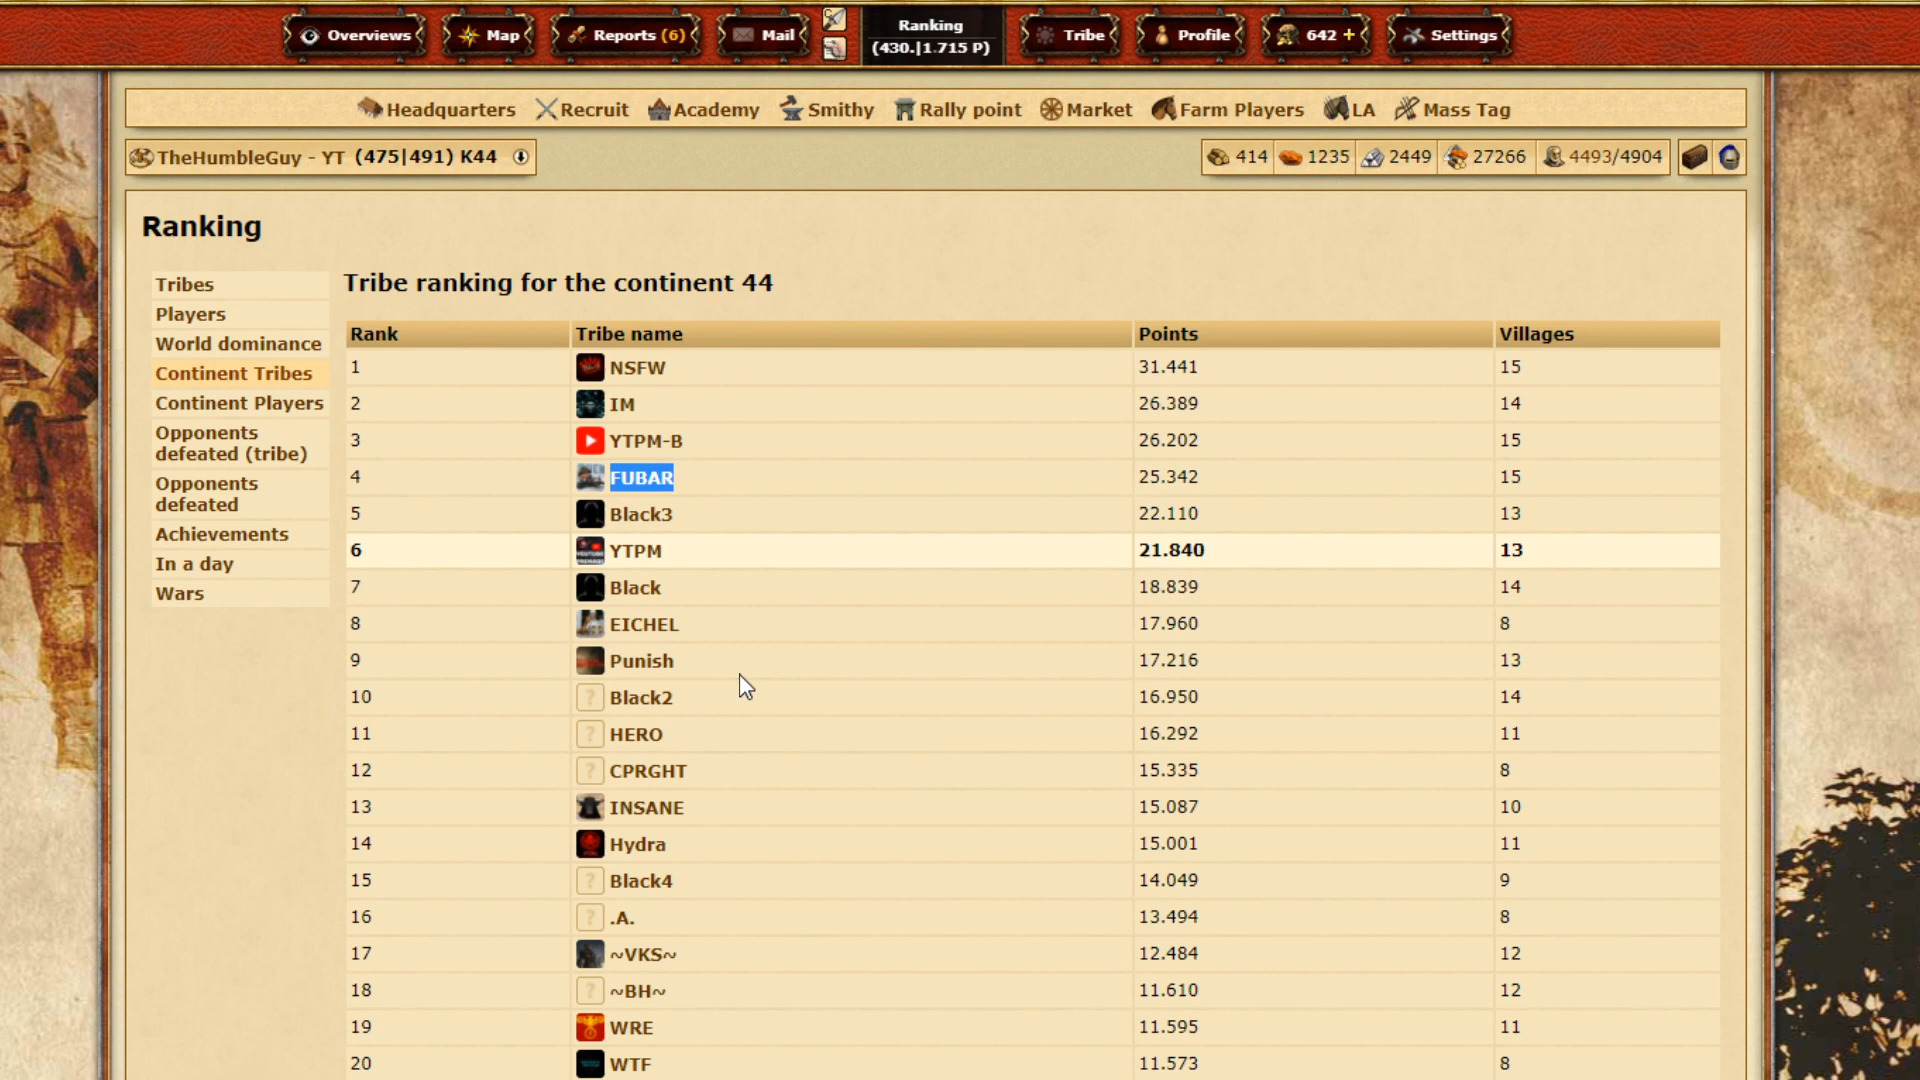 Overviews Map Reports (6) Mail Ranking (430.|1.715 P) Tribe Profile 642 + Settings
Headquarters Recruit Academy Smithy Rally point Market Farm Players LA Mass Tag
TheHumbleGuy - YT (475|491) K44 414 1235 2449 27266 4493/4904
Ranking
Tribes
Players
World dominance
Continent Tribes
Continent Players
Opponents
defeated (tribe)
Opponents
defeated
Achievements
In a day
Wars
Tribe ranking for the continent 44
Rank Tribe name Points Villages
1 NSFW 31.441 15
2 IM 26.389 14
3 YTPM-B 26.202 15
4 FUBAR 25.342 15
5 Black3 22.110 13
6 YTPM 21.840 13
7 Black 18.839 14
8 EICHEL 17.960 8
9 Punish 17.216 13
10 Black2 16.950 14
11 HERO 16.292 11
12 CPRGHT 15.335 8
13 INSANE 15.087 10
14 Hydra 15.001 11
15 Black4 14.049 9
16 .A. 13.494 8
17 ~VKS~ 12.484 12
18 ~BH~ 11.610 12
19 WRE 11.595 11
20 WTF 11.573 8